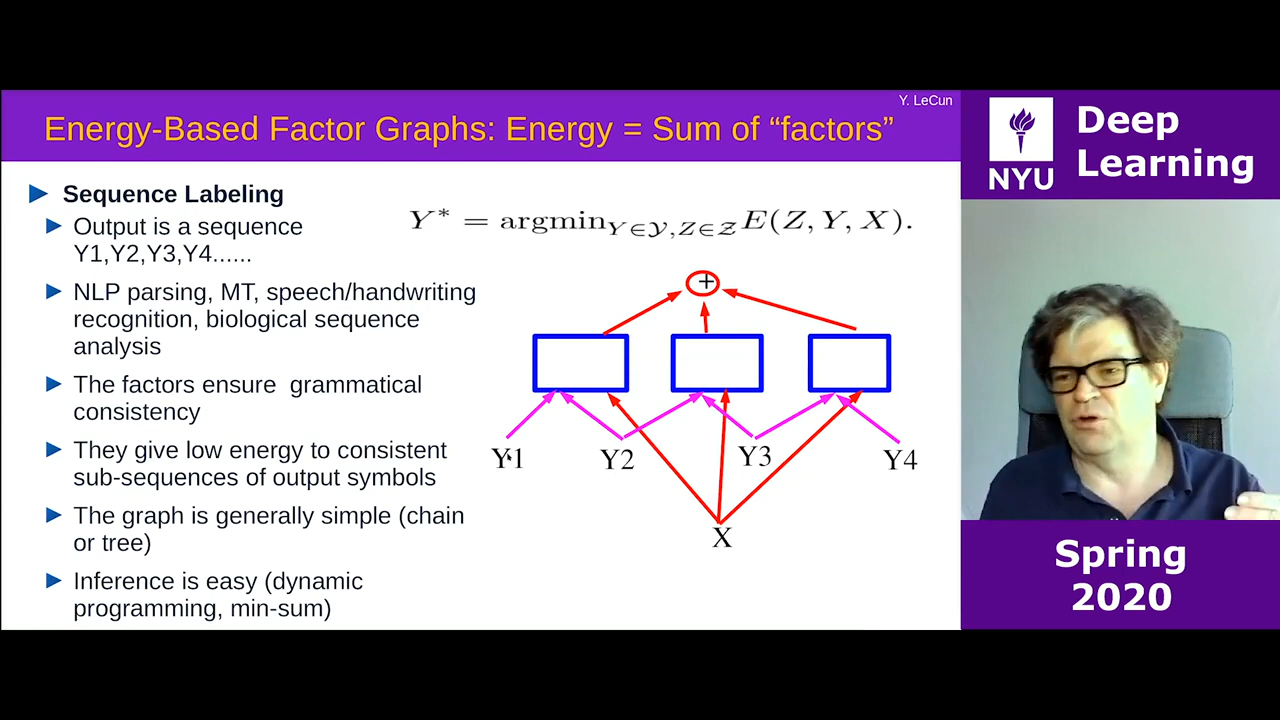 Y. LeCun
Energy-Based Factor Graphs: Energy = Sum of “factors”
Sequence Labeling
Output is a sequence
Y1,Y2,Y3,Y4......
NLP parsing, MT, speech/handwriting
recognition, biological sequence
analysis
The factors ensure grammatical
consistency
They give low energy to consistent
sub-sequences of output symbols
The graph is generally simple (chain
or tree)
Inference is easy (dynamic
programming, min-sum)
Y* = argmin_{Y∈𝒴,Z∈𝒵} E(Z, Y, X).
+
Y1 Y2 Y3 Y4
X
NYU
Deep
Learning
Spring
2020